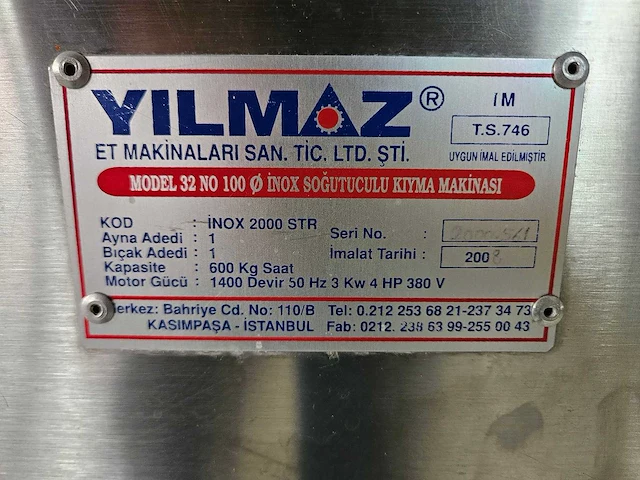 YILMAZ ®
İM
T.S.746
UYGUN İMAL EDİLMİŞTİR
ET MAKİNALARI SAN. TİC. LTD. ŞTİ.
MODEL 32 NO 100 Ø İNOX SOĞUTUCULU KIYMA MAKİNASI
KOD : İNOX 2000 STR
Ayna Adedi : 1
Bıçak Adedi : 1
Kapasite : 600 Kg Saat
Motor Gücü : 1400 Devir 50 Hz 3 Kw 4 HP 380 V
Seri No. :
İmalat Tarihi : 2008
erkez: Bahriye Cd. No: 110/B Tel: 0.212 253 68 21-237 34 73
KASIMPAŞA - İSTANBUL Fab: 0212. 238 63 99-255 00 43